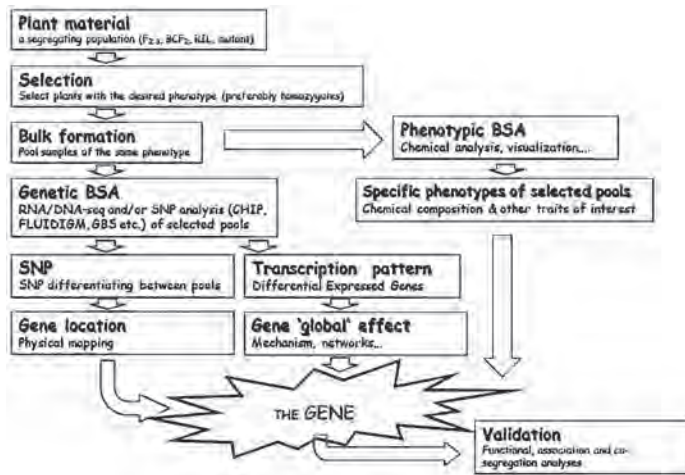 Plant material
a segregating population (F2:3, BCF2, RIL, mutant)
Selection
Select plants with the desired phenotype (preferably homozygotes)
Bulk formation
Pool samples of the same phenotype
Phenotypic BSA
Chemical analysis, visualization....
Genetic BSA
RNA/DNA-seq and/or SNP analysis (CHIP,
FLUIDIGM, GBS etc.) of selected pools
Specific phenotypes of selected pools
Chemical composition & other traits of interest
SNP
SNP differentiating between pools
Transcription pattern
Differential Expressed Genes
Gene location
Physical mapping
Gene 'global' effect
Mechanism, networks...
THE GENE
Validation
Functional, association and co-
segregation analyses